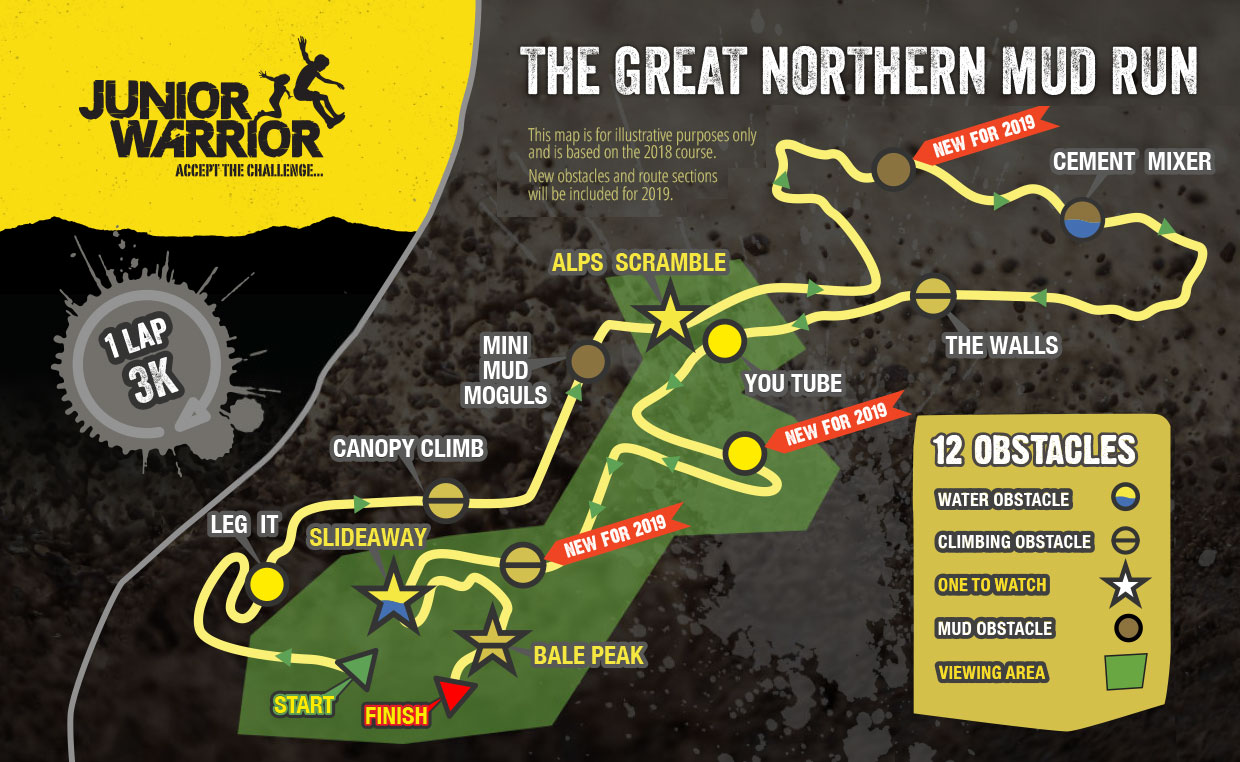 JUNIOR
WARRIOR
ACCEPT THE CHALLENGE...
THE GREAT NORTHERN MUD RUN
This map is for illustrative purposes only
and is based on the 2018 course.
New obstacles and route sections
will be included for 2019.
NEW FOR 2019
CEMENT MIXER
ALPS SCRAMBLE
1 LAP
3K
MINI
MUD
MOGULS
THE WALLS
YOU TUBE
NEW FOR 2019
CANOPY CLIMB
LEG IT
SLIDEAWAY
NEW FOR 2019
BALE PEAK
START
FINISH
12 OBSTACLES
WATER OBSTACLE
CLIMBING OBSTACLE
ONE TO WATCH
MUD OBSTACLE
VIEWING AREA